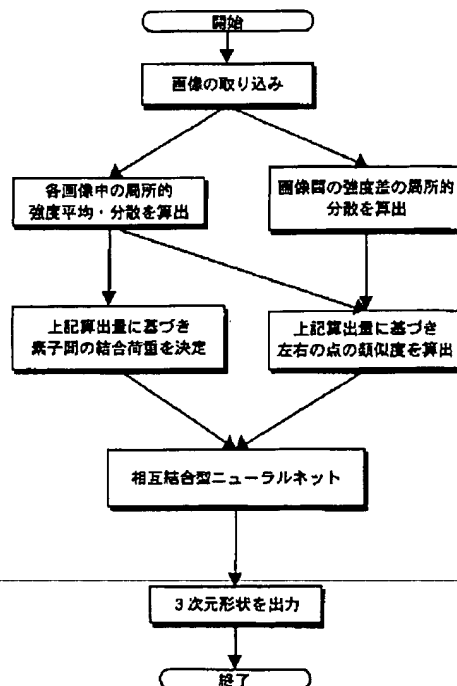 開始
画像の取り込み
各画像中の局所的
強度平均・分散を算出
画像間の強度差の局所的
分散を算出
上記算出量に基づき
素子間の結合荷重を決定
上記算出量に基づき
左右の点の類似度を算出
相互結合型ニューラルネット
3次元形状を出力
終了